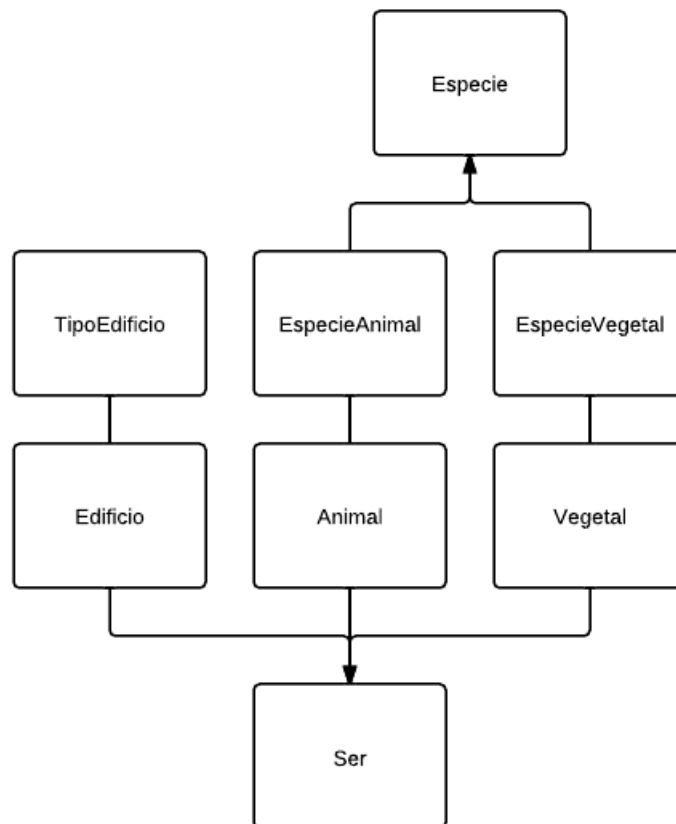 Especie
TipoEdificio
EspecieAnimal
EspecieVegetal
Edificio
Animal
Vegetal
Ser